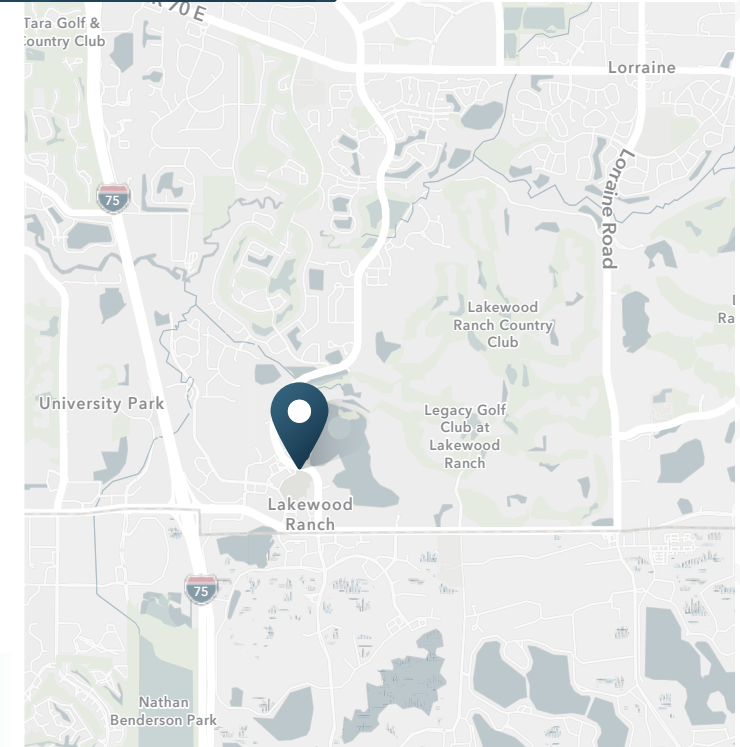 70 E
Tara Golf &
Country Club
Lorraine
Lorraine Road
75
Lakewood
Ranch Country
Club
University Park
Legacy Golf
Club at
Lakewood
Ranch
Lakewood
Ranch
75
Nathan
Benderson Park